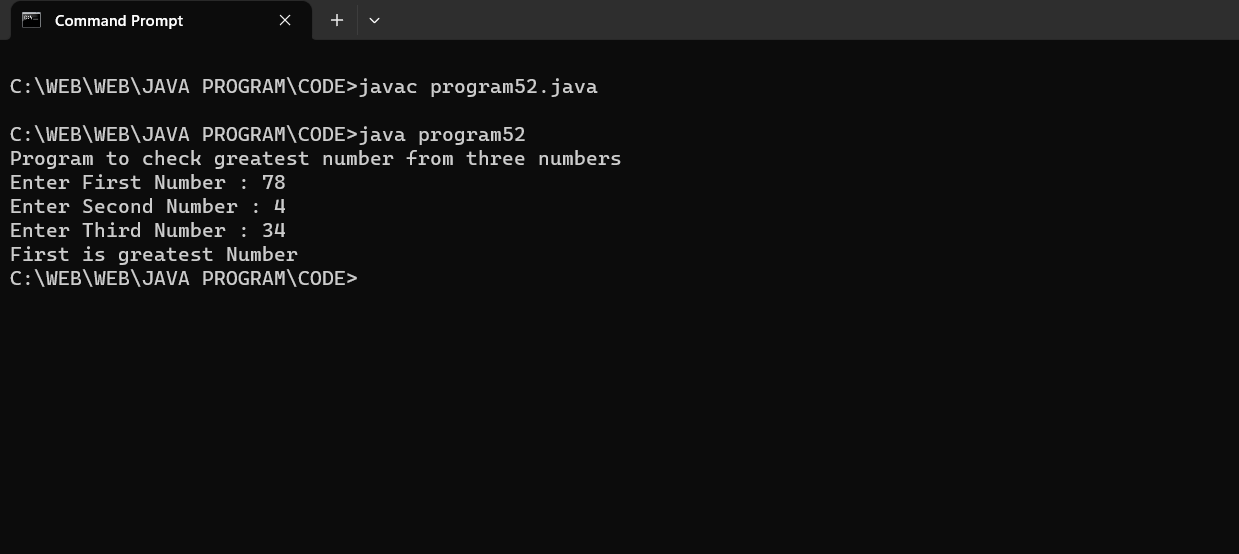 Command Prompt
C:\WEB\WEB\JAVA PROGRAM\CODE>javac program52.java
C:\WEB\WEB\JAVA PROGRAM\CODE>java program52
Program to check greatest number from three numbers
Enter First Number : 78
Enter Second Number : 4
Enter Third Number : 34
First is greatest Number
C:\WEB\WEB\JAVA PROGRAM\CODE>